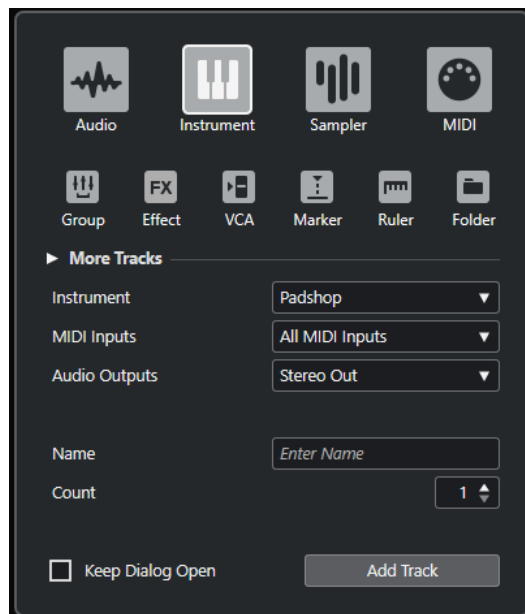 Audio Instrument Sampler MIDI
FX
Group Effect VCA Marker Ruler Folder
More Tracks
Instrument Padshop
MIDI Inputs All MIDI Inputs
Audio Outputs Stereo Out
Name Enter Name
Count 1
Keep Dialog Open Add Track